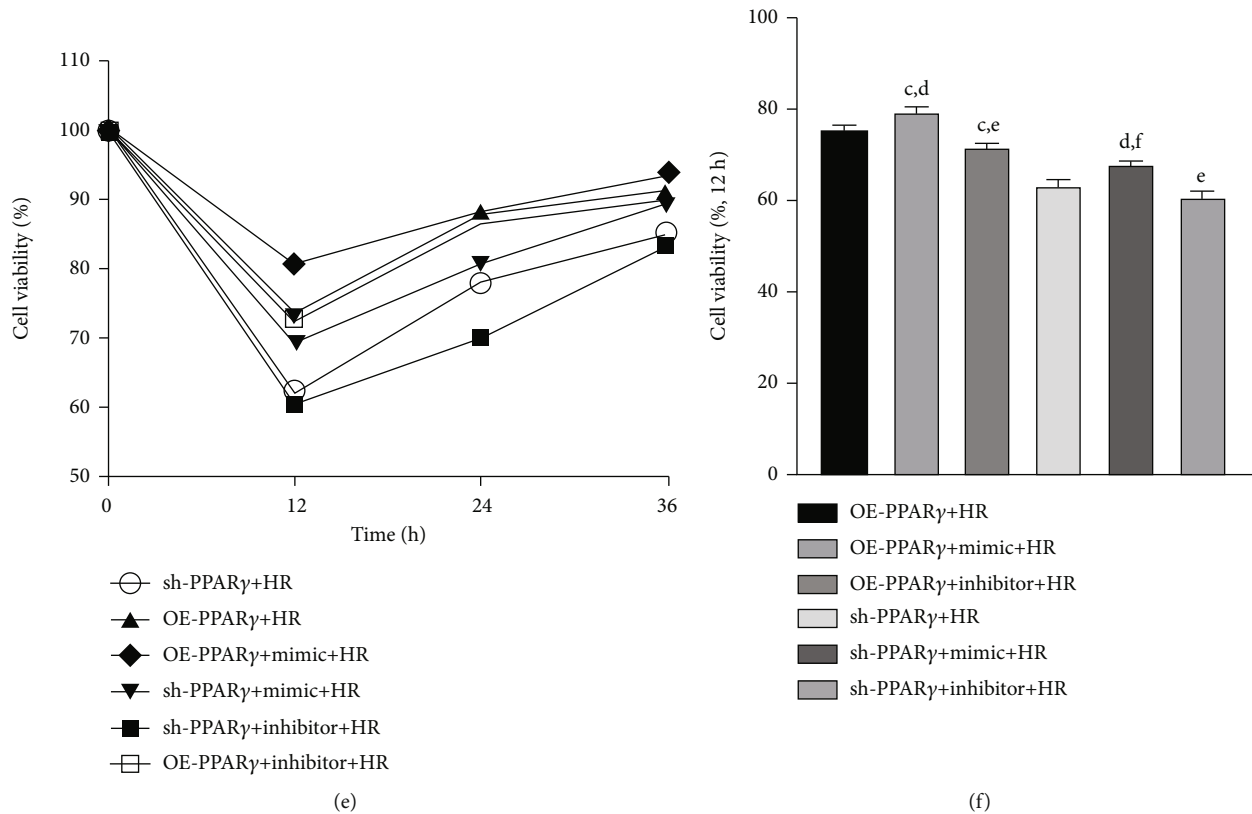 110
100
90
80
70
60
50
Cell viability (%)
0
12
24
36
Time (h)
sh-PPARγ+HR
OE-PPARγ+HR
OE-PPARγ+mimic+HR
sh-PPARγ+mimic+HR
sh-PPARγ+inhibitor+HR
OE-PPARγ+inhibitor+HR
(e)
100
80
60
40
20
0
Cell viability (%, 12 h)
c,d
c,e
d,f
e
OE-PPARγ+HR
OE-PPARγ+mimic+HR
OE-PPARγ+inhibitor+HR
sh-PPARγ+HR
sh-PPARγ+mimic+HR
sh-PPARγ+inhibitor+HR
(f)